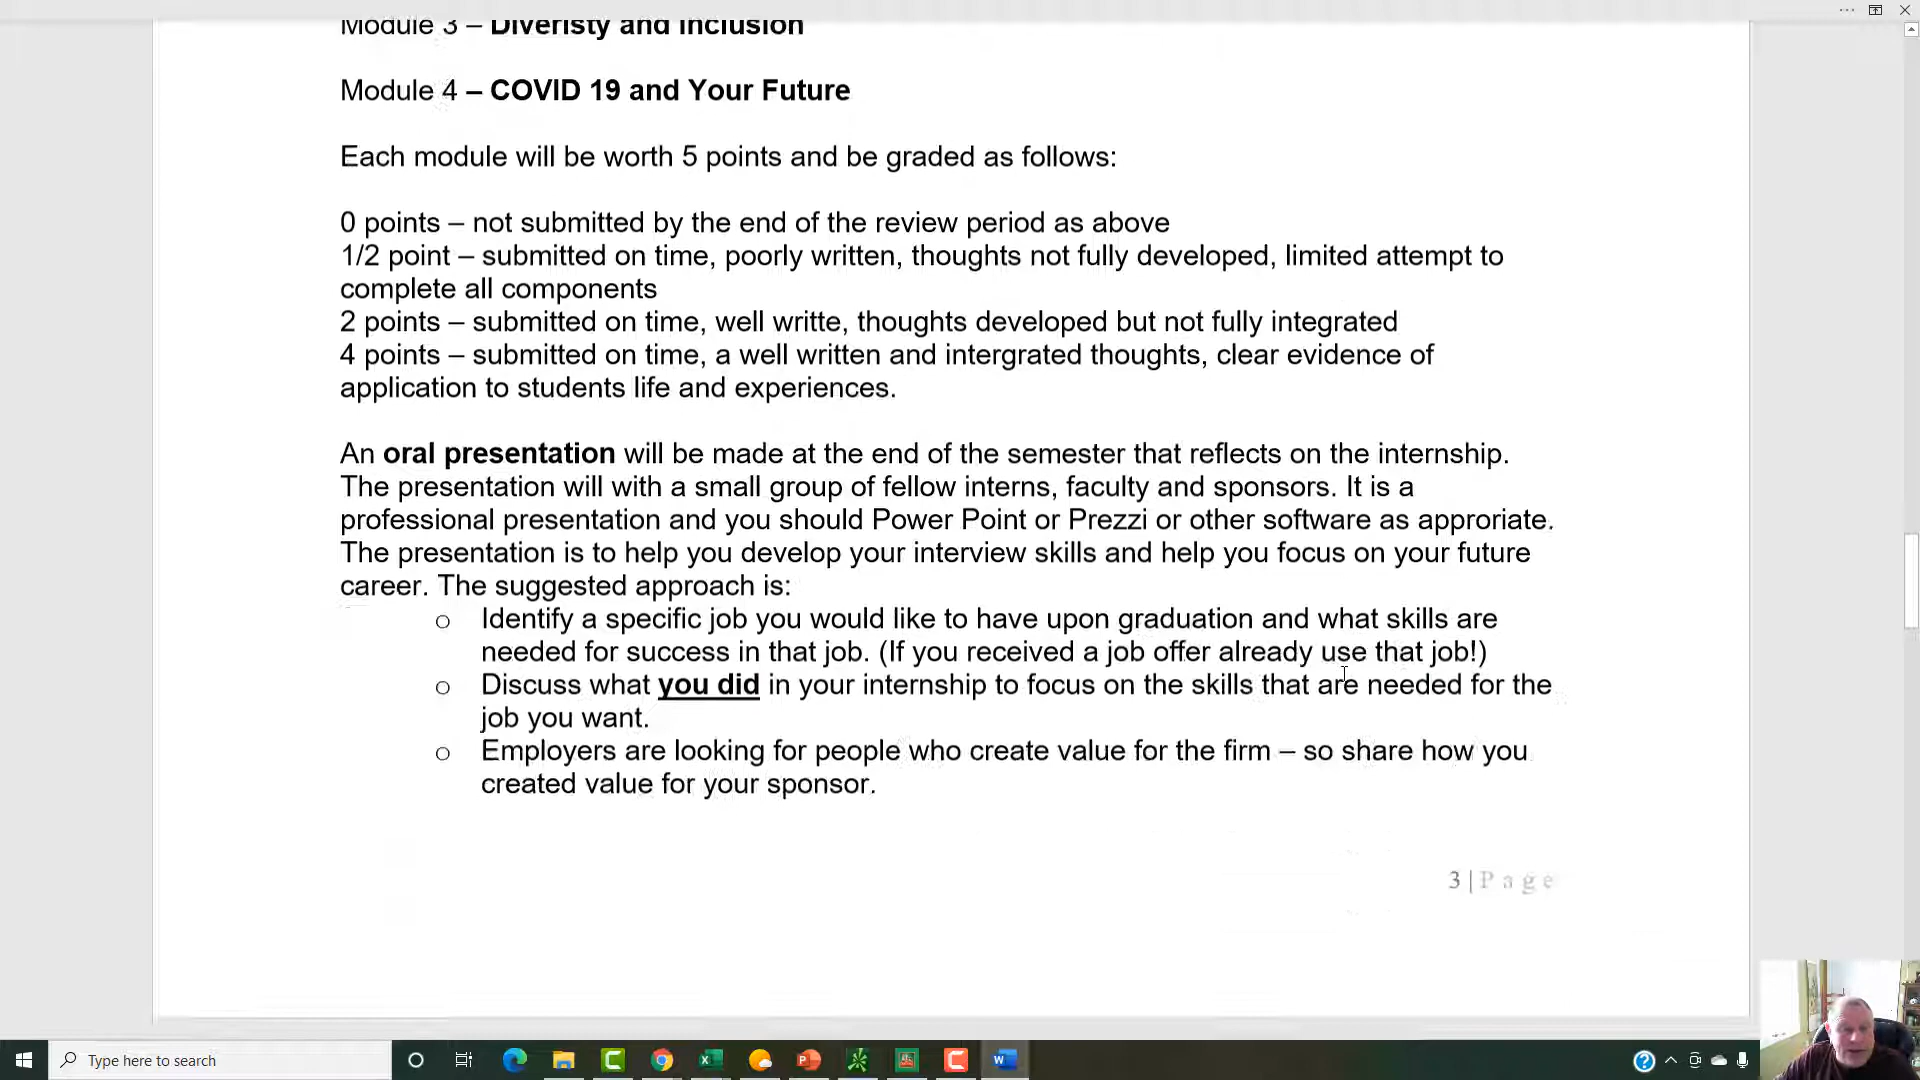 Module 3 – Diveristy and Inclusion
Module 4 – COVID 19 and Your Future
Each module will be worth 5 points and be graded as follows:
0 points – not submitted by the end of the review period as above
1/2 point – submitted on time, poorly written, thoughts not fully developed, limited attempt to
complete all components
2 points – submitted on time, well writte, thoughts developed but not fully integrated
4 points – submitted on time, a well written and intergrated thoughts, clear evidence of
application to students life and experiences.
An oral presentation will be made at the end of the semester that reflects on the internship.
The presentation will with a small group of fellow interns, faculty and sponsors. It is a
professional presentation and you should Power Point or Prezzi or other software as approriate.
The presentation is to help you develop your interview skills and help you focus on your future
career. The suggested approach is:
o Identify a specific job you would like to have upon graduation and what skills are
needed for success in that job. (If you received a job offer already use that job!)
o Discuss what you did in your internship to focus on the skills that are needed for the
job you want.
o Employers are looking for people who create value for the firm – so share how you
created value for your sponsor.
3 | Page
Type here to search